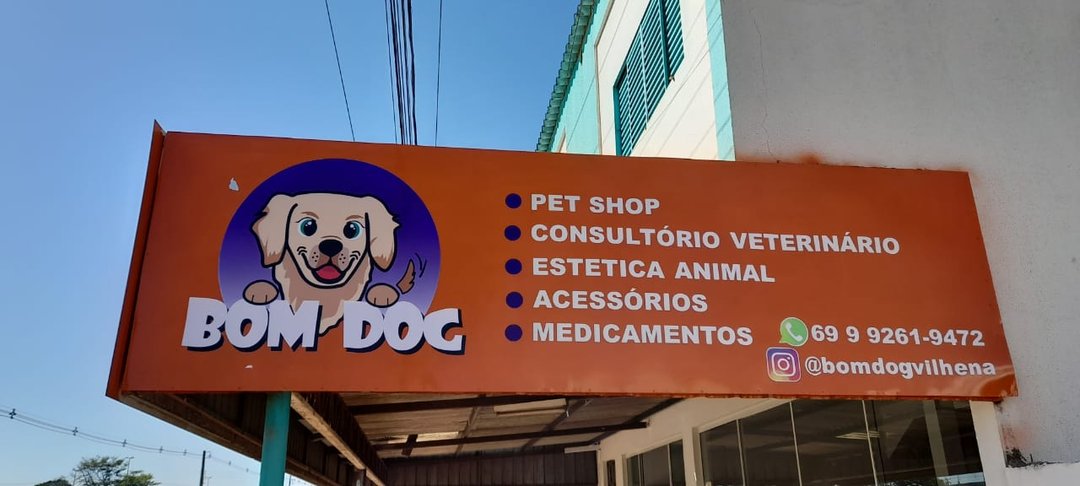 BOM DOG
PET SHOP
CONSULTÓRIO VETERINÁRIO
ESTETICA ANIMAL
ACESSÓRIOS
MEDICAMENTOS
69 9 9261-9472
@bomdogvilhena